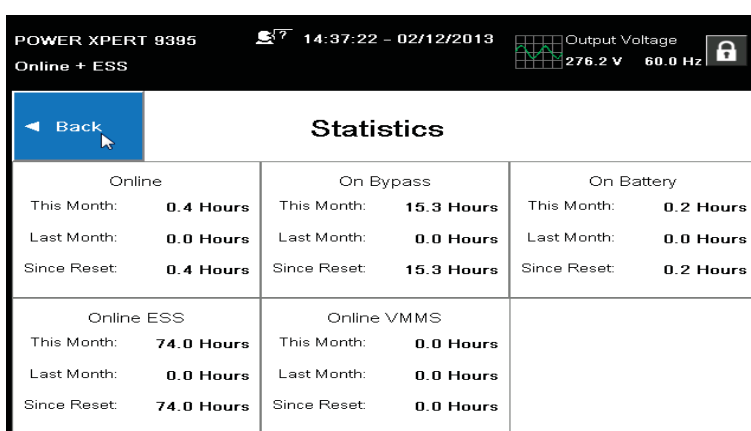 POWER XPERT 9395
Online + ESS
? 14:37:22 - 02/12/2013
Output Voltage
276.2 V 60.0 Hz
Back
Statistics
Online
This Month: 0.4 Hours
Last Month: 0.0 Hours
Since Reset: 0.4 Hours
On Bypass
This Month: 15.3 Hours
Last Month: 0.0 Hours
Since Reset: 15.3 Hours
On Battery
This Month: 0.2 Hours
Last Month: 0.0 Hours
Since Reset: 0.2 Hours
Online ESS
This Month: 74.0 Hours
Last Month: 0.0 Hours
Since Reset: 74.0 Hours
Online VMMS
This Month: 0.0 Hours
Last Month: 0.0 Hours
Since Reset: 0.0 Hours